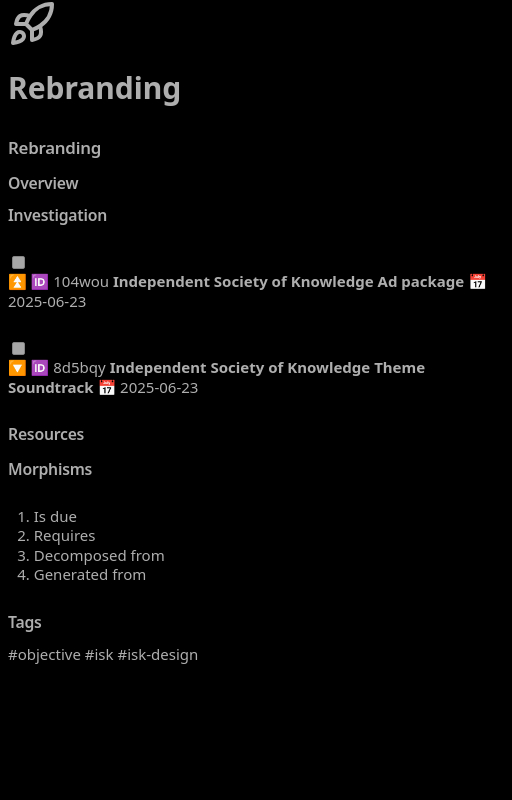 Rebranding
Rebranding
Overview
Investigation
⏫ 🆔 104wou Independent Society of Knowledge Ad package 📅
2025-06-23
🔽 🆔 8d5bqy Independent Society of Knowledge Theme
Soundtrack 📅 2025-06-23
Resources
Morphisms
1. Is due
2. Requires
3. Decomposed from
4. Generated from
Tags
#objective #isk #isk-design